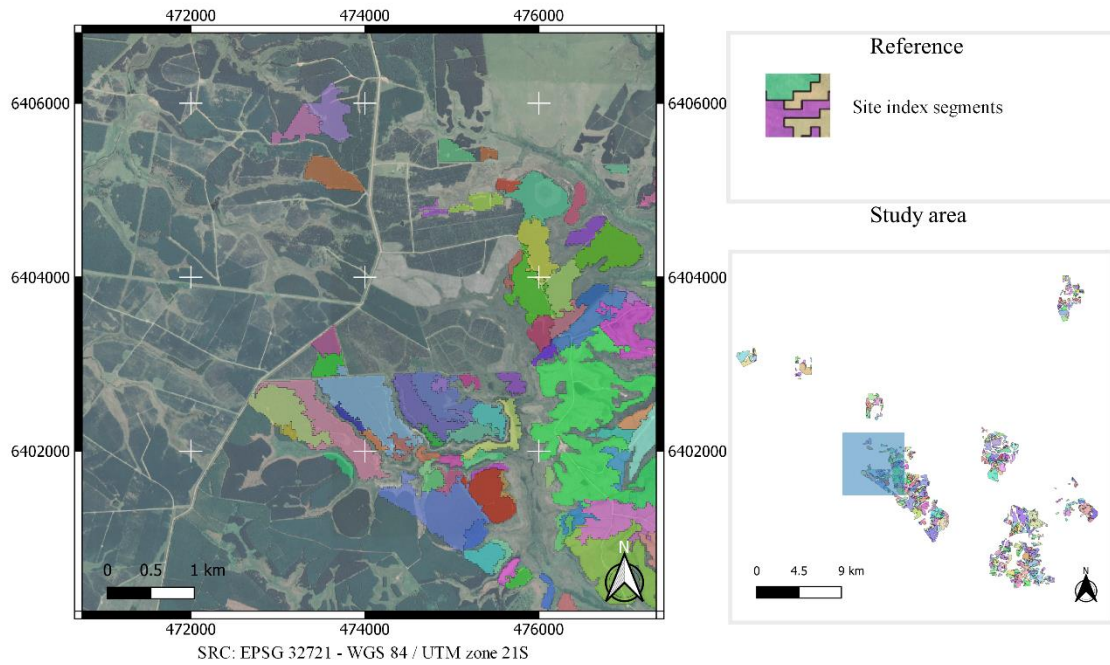 472000 474000 476000
Reference
Site index segments
6406000
6404000 6404000
6402000 6402000
Study area
N
0 0.5 1 km
0 4.5 9 km
N
472000 474000 476000
SRC: EPSG 32721 - WGS 84 / UTM zone 21S